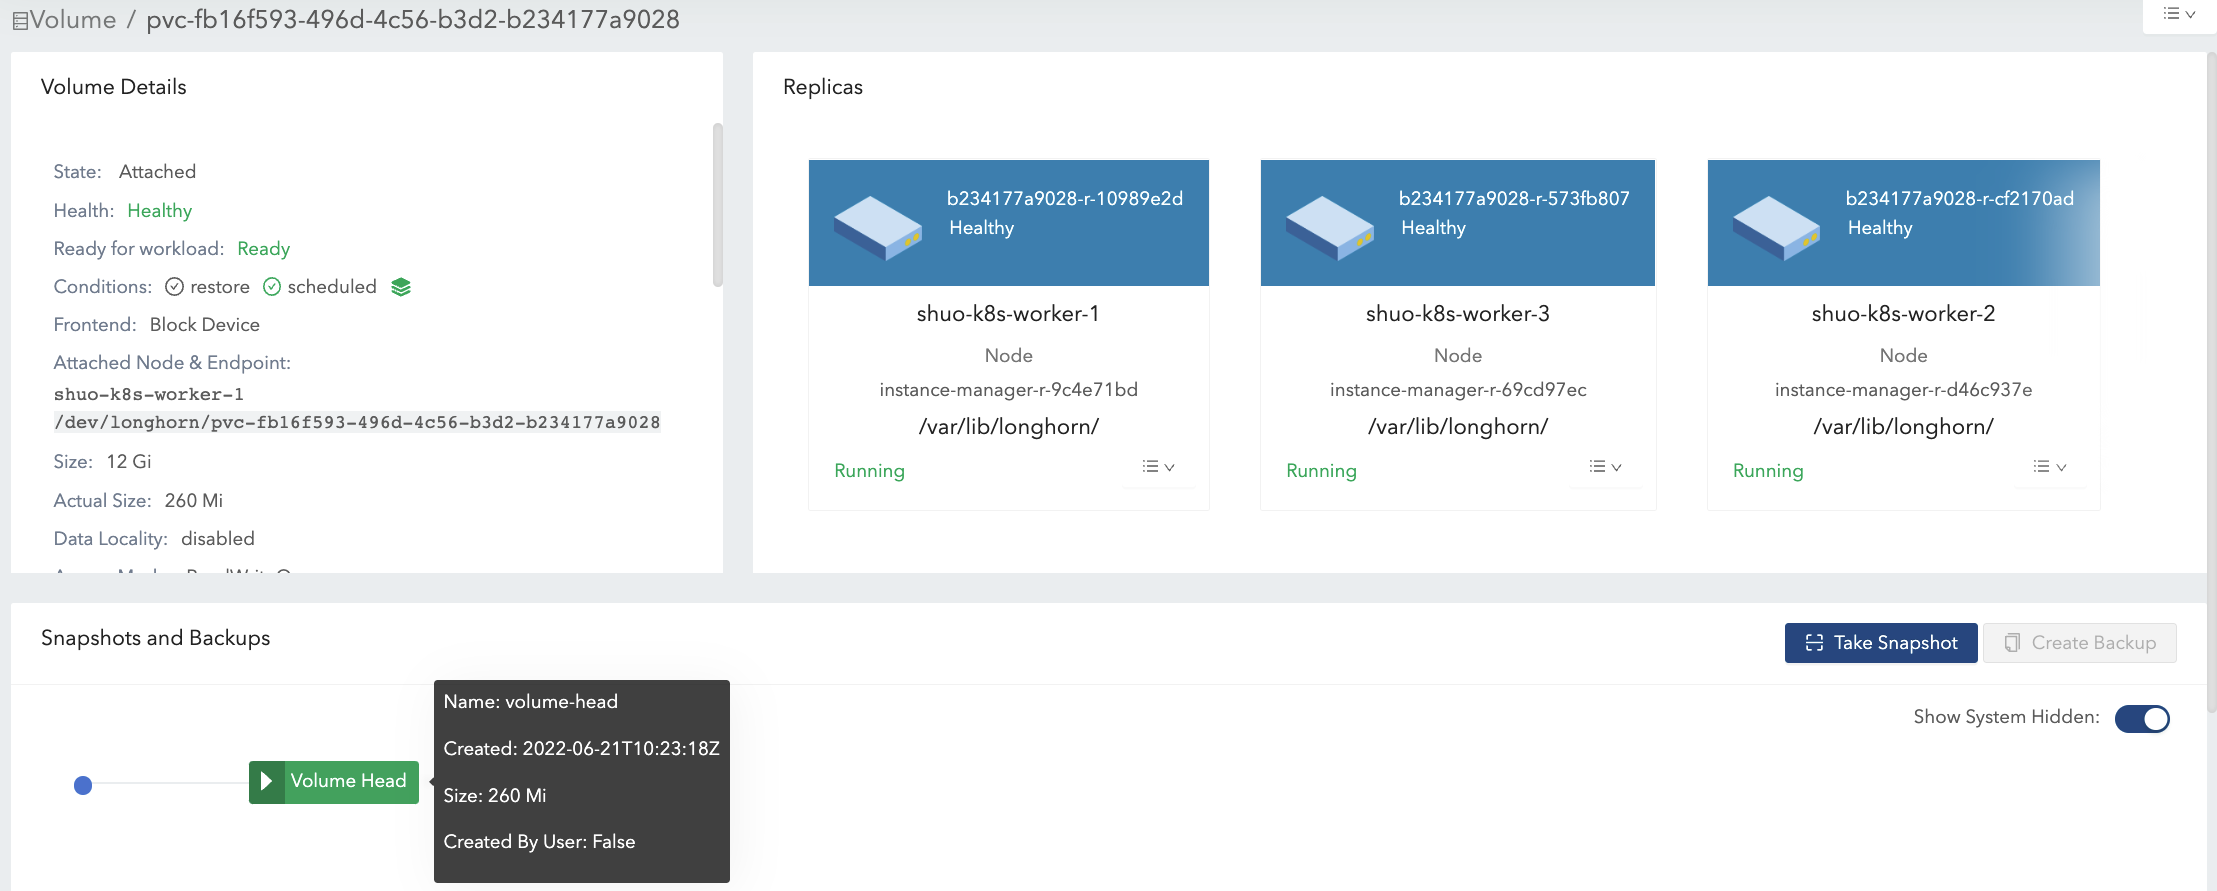 Volume / pvc-fb16f593-496d-4c56-b3d2-b234177a9028
Volume Details
State: Attached
Health: Healthy
Ready for workload: Ready
Conditions: restore scheduled
Frontend: Block Device
Attached Node & Endpoint:
shuo-k8s-worker-1
/dev/longhorn/pvc-fb16f593-496d-4c56-b3d2-b234177a9028
Size: 12 Gi
Actual Size: 260 Mi
Data Locality: disabled
Replicas
b234177a9028-r-10989e2d
Healthy
shuo-k8s-worker-1
Node
instance-manager-r-9c4e71bd
/var/lib/longhorn/
Running
b234177a9028-r-573fb807
Healthy
shuo-k8s-worker-3
Node
instance-manager-r-69cd97ec
/var/lib/longhorn/
Running
b234177a9028-r-cf2170ad
Healthy
shuo-k8s-worker-2
Node
instance-manager-r-d46c937e
/var/lib/longhorn/
Running
Snapshots and Backups
Take Snapshot
Create Backup
Show System Hidden:
Volume Head
Name: volume-head
Created: 2022-06-21T10:23:18Z
Size: 260 Mi
Created By User: False